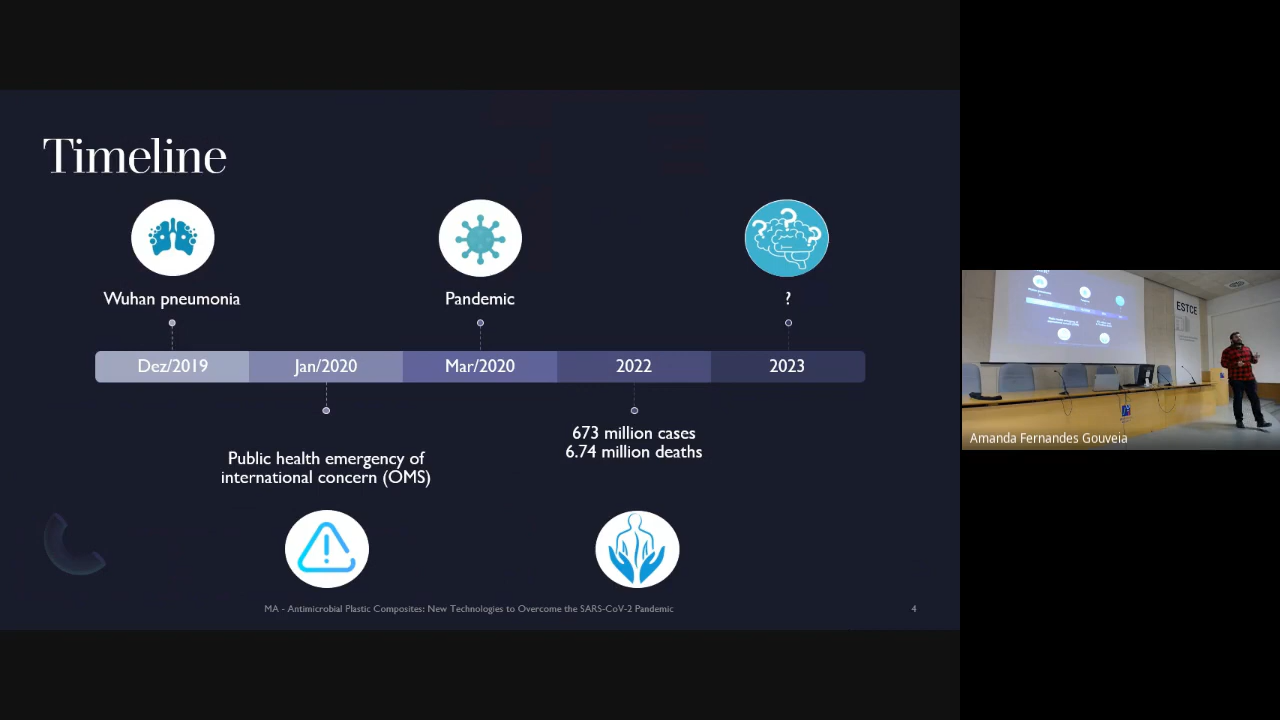 Timeline
Wuhan pneumonia
Pandemic
?
Dez/2019
Jan/2020
Mar/2020
2022
2023
Public health emergency of
international concern (OMS)
673 million cases
6.74 million deaths
MA - Antimicrobial Plastic Composites: New Technologies to Overcome the SARS-CoV-2 Pandemic
4
ESTCE
Amanda Fernandes Gouveia